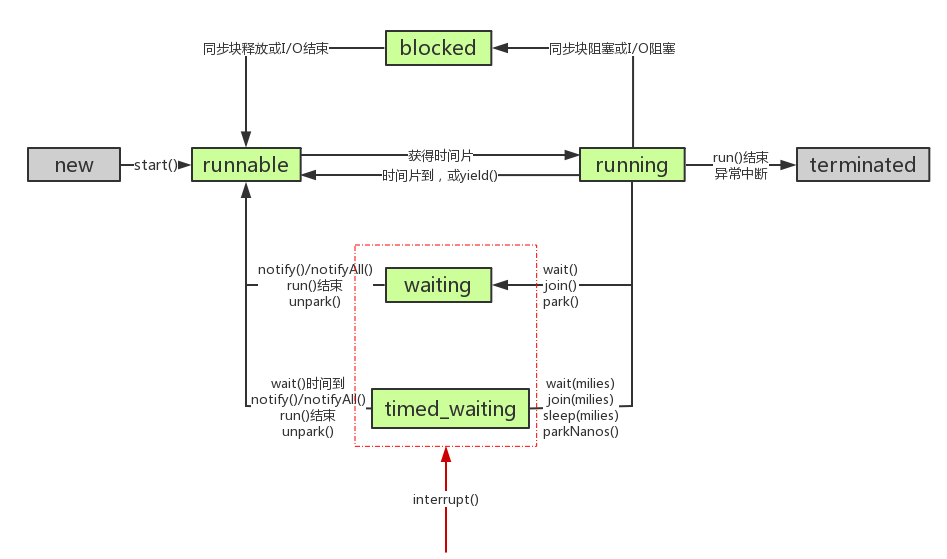 blocked
同步块释放或I/O结束
同步块阻塞或I/O阻塞
new
start()
runnable
获得时间片
时间片到，或yield()
running
run()结束
异常中断
terminated
notify()/notifyAll()
run()结束
unpark()
waiting
wait()
join()
park()
wait()时间到
notify()/notifyAll()
run()结束
unpark()
timed_waiting
wait(milies)
join(milies)
sleep(milies)
parkNanos()
interrupt()